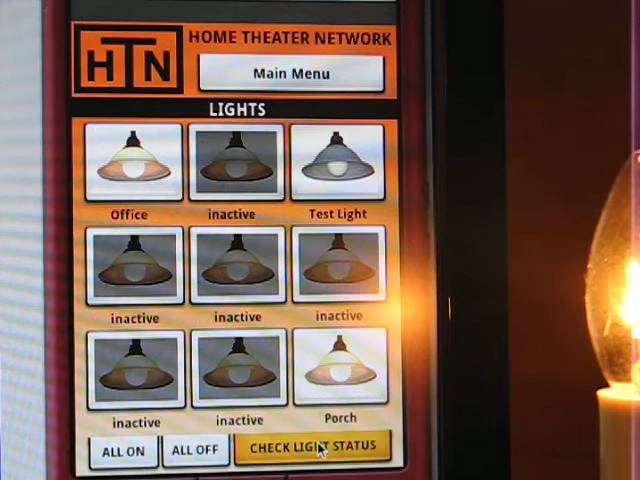 HTN
HOME THEATER NETWORK
Main Menu
LIGHTS
Office inactive Test Light
inactive inactive inactive
inactive inactive Porch
ALL ON ALL OFF CHECK LIGHT STATUS